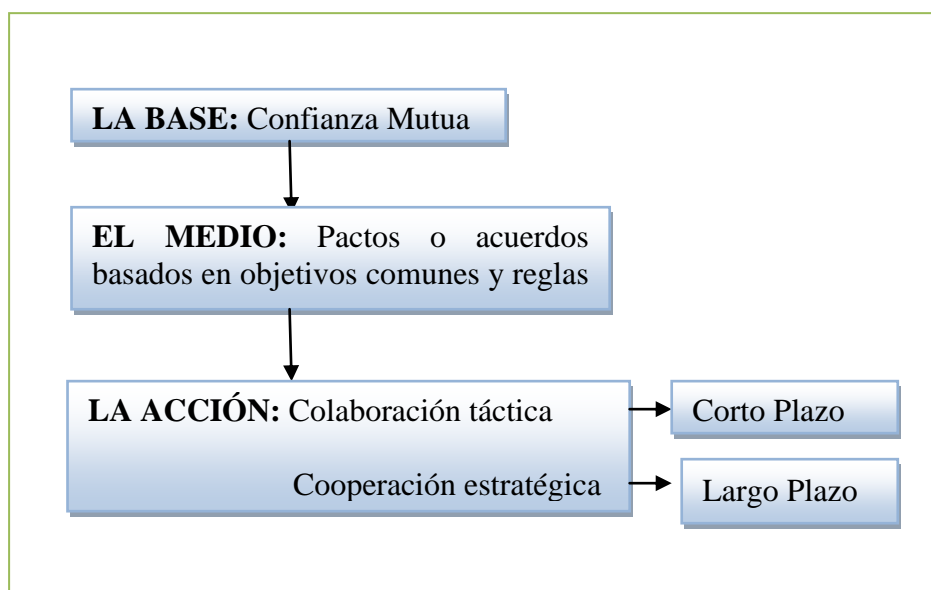 LA BASE: Confianza Mutua
EL MEDIO: Pactos o acuerdos
basados en objetivos comunes y reglas
LA ACCIÓN: Colaboración táctica
Corto Plazo
Cooperación estratégica
Largo Plazo